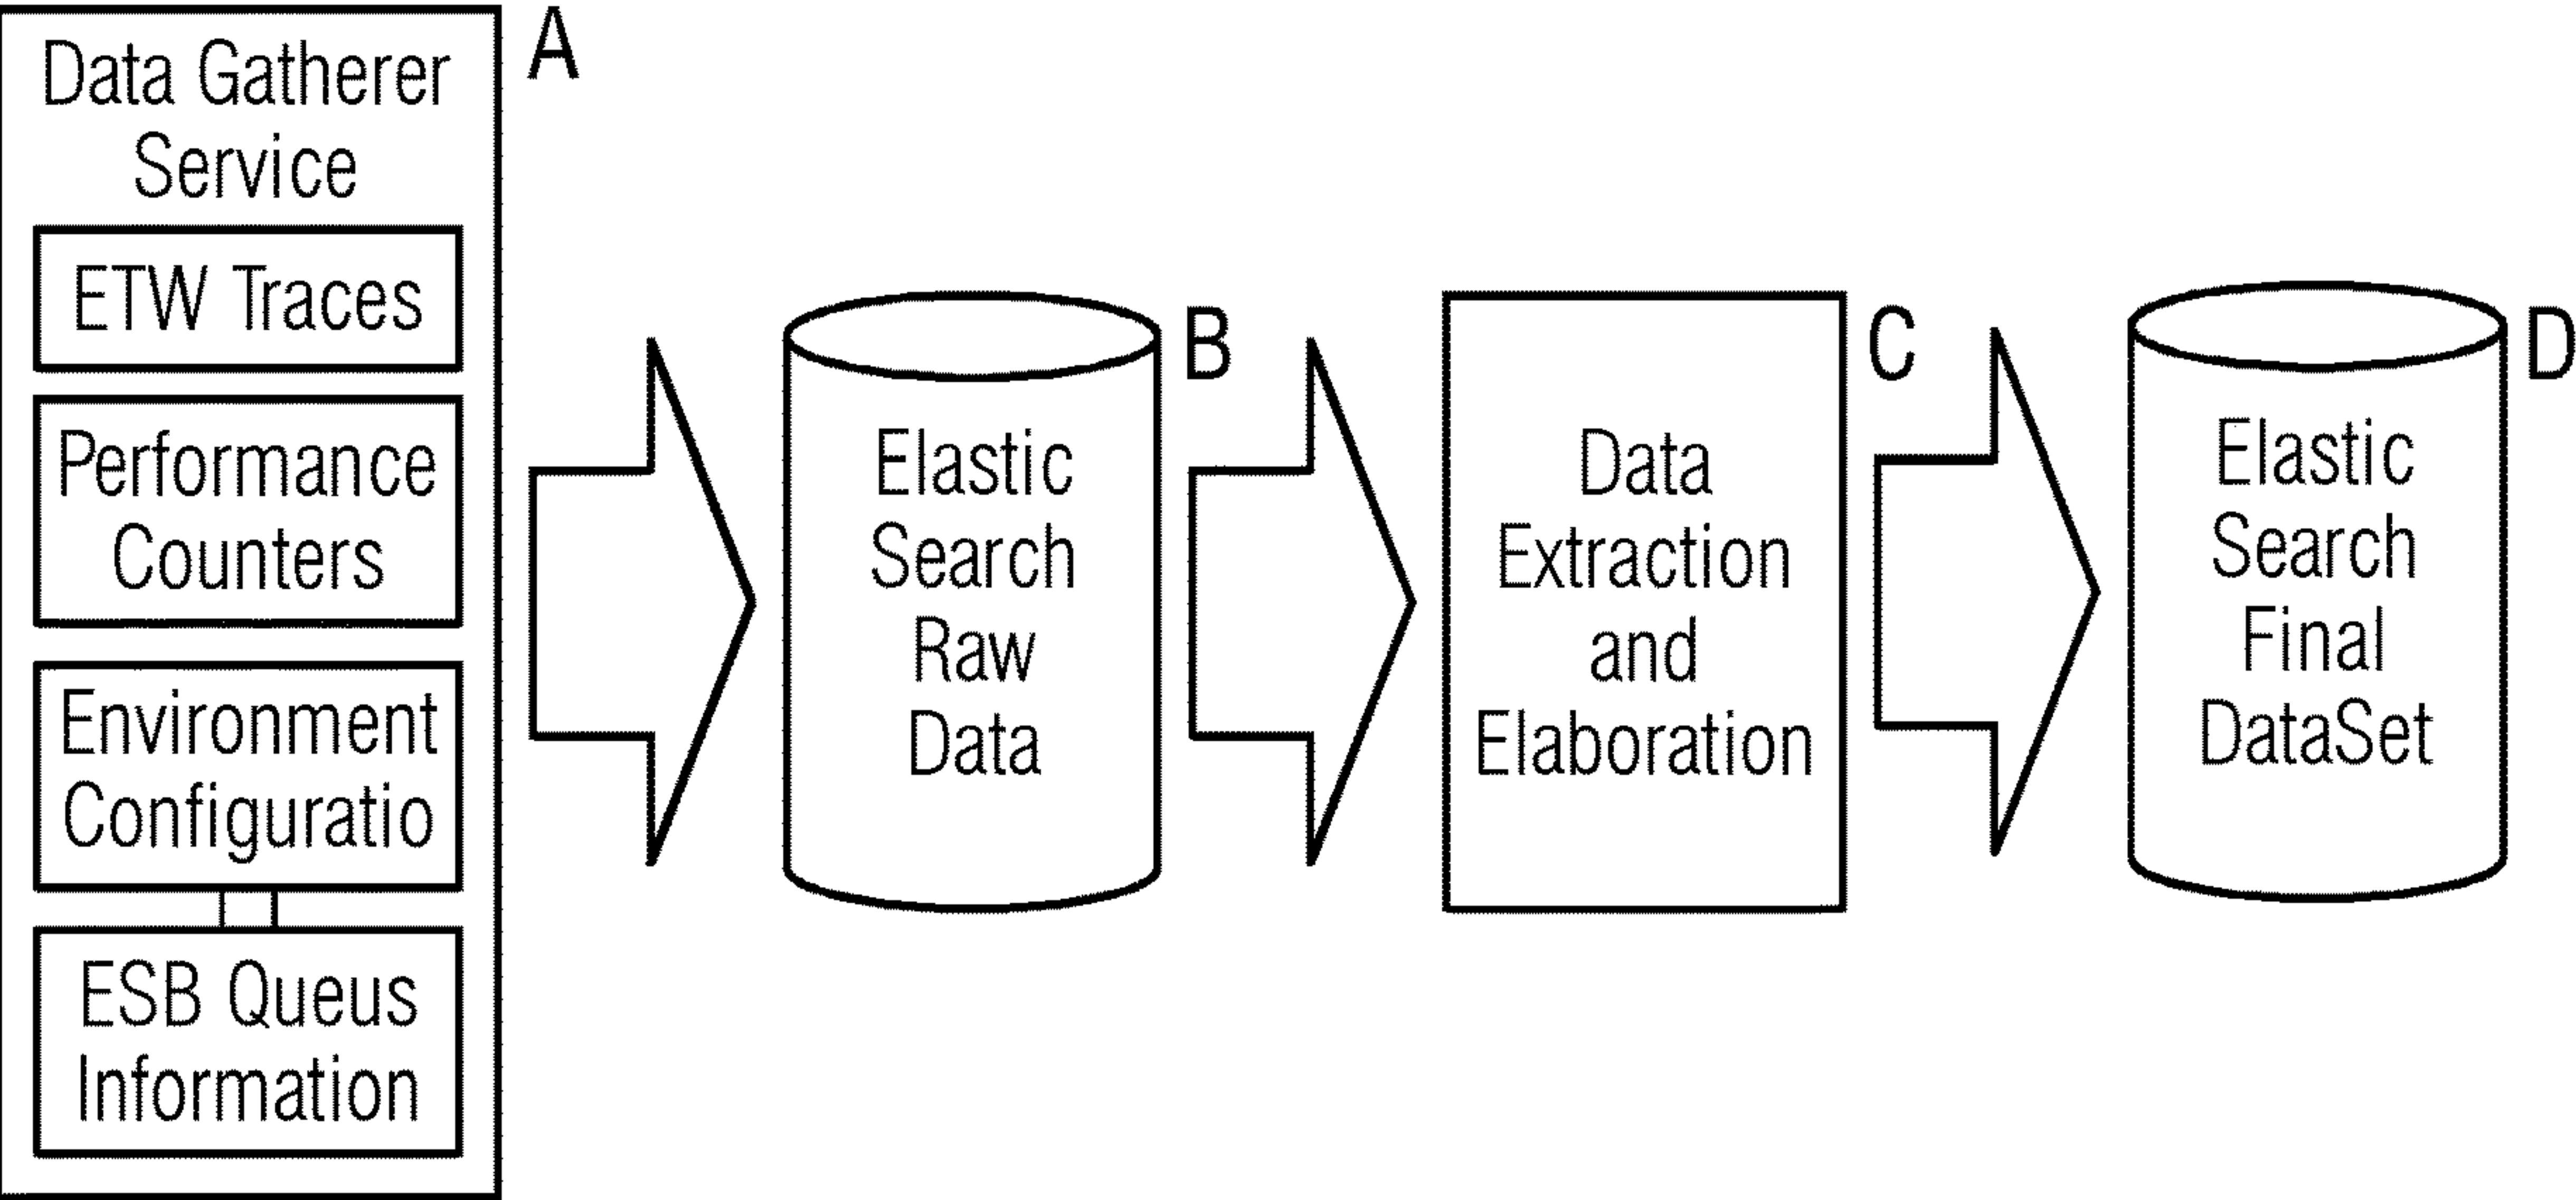 Data Gatherer
Service
A
ETW Traces
Performance
Counters
Environment
Configuratio
ESB Queus
Information
Elastic
Search
Raw
Data
B
Data
Extraction
and
Elaboration
C
Elastic
Search
Final
DataSet
D